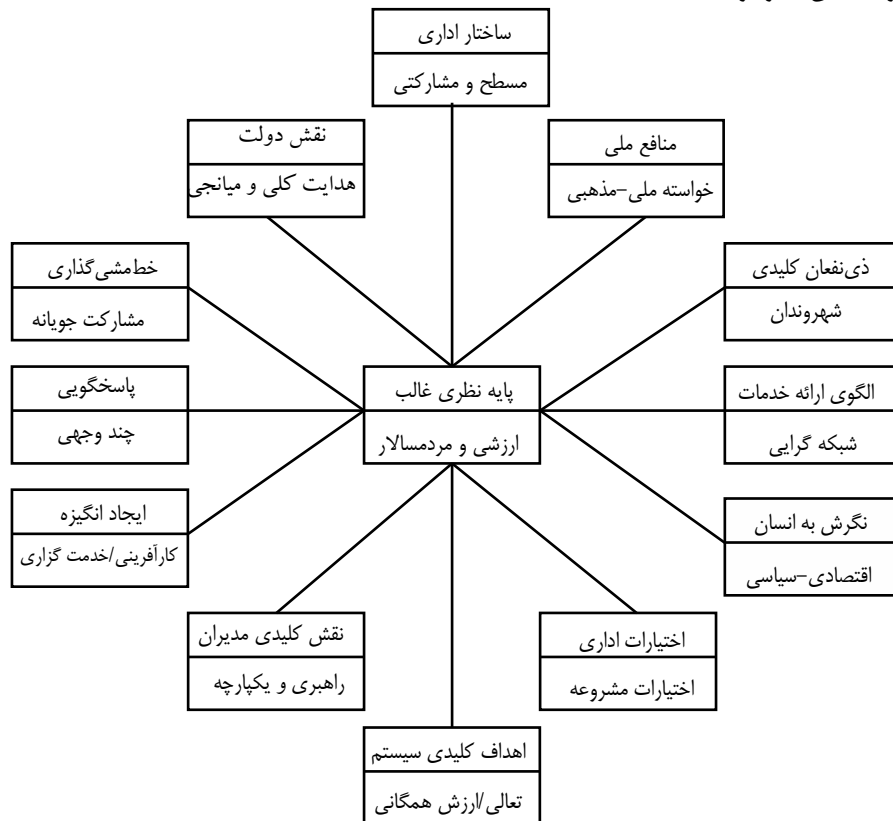 ساختار اداری
مسطح و مشارکتی
منافع ملی
خواسته ملی-مذهبی
نقش دولت
هدایت کلی و میانجی
ذی‌نفعان کلیدی
شهروندان
خط‌مشی‌گذاری
مشارکت جویانه
الگوی ارائه خدمات
شبکه گرایی
پایه نظری غالب
ارزشی و مردمسالار
پاسخگویی
چند وجهی
نگرش به انسان
اقتصادی-سیاسی
ایجاد انگیزه
کارآفرینی/خدمت گزاری
اختیارات اداری
اختیارات مشروعه
نقش کلیدی مدیران
راهبری و یکپارچه
اهداف کلیدی سیستم
تعالی/ارزش همگانی